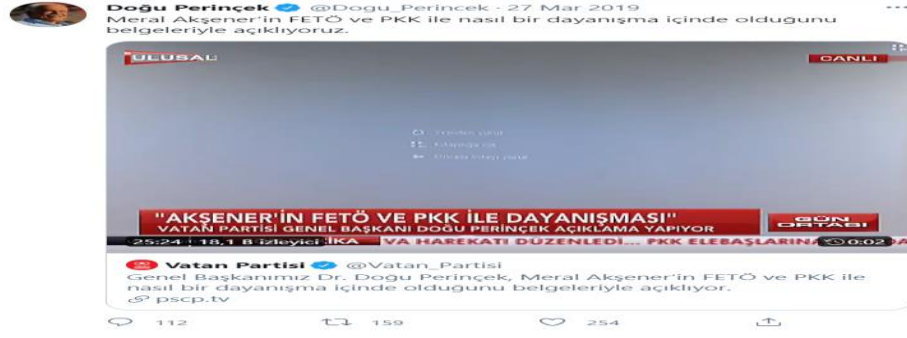 Doğu Perinçek @Dogu_Perincek · 27 Mar 2019
Meral Akşener'in FETÖ ve PKK ile nasıl bir dayanışma içinde olduğunu
belgeleriyle açıklıyoruz.
ULUSAL
CANLI
"AKŞENER'İN FETÖ VE PKK İLE DAYANIŞMASI"
VATAN PARTİSİ GENEL BAŞKANI DOĞU PERİNÇEK AÇIKLAMA YAPIYOR
GÜN
ORTASI
25:24 18,1 B izleyici İKA VA HAREKATI DÜZENLEDİ... PKK ELEBAŞLARIN 0:02
Vatan Partisi @Vatan_Partisi
Genel Başkanımız Dr. Doğu Perinçek, Meral Akşener'in FETÖ ve PKK ile
nasıl bir dayanışma içinde olduğunu belgeleriyle açıklıyor.
pscp.tv
112 159 254